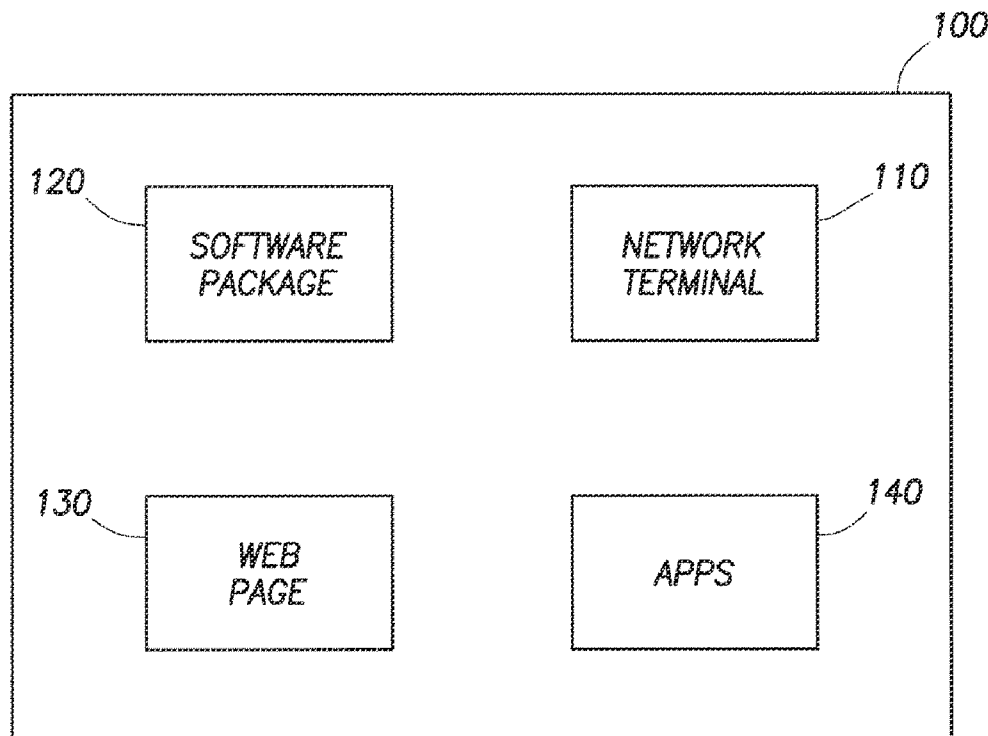 100
120
110
SOFTWARE
PACKAGE
NETWORK
TERMINAL
130
140
WEB
PAGE
APPS